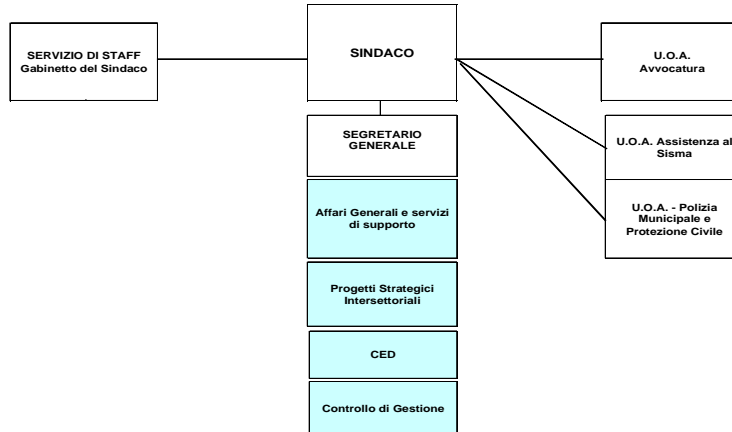 SERVIZIO DI STAFF
Gabinetto del Sindaco
SINDACO
U.O.A.
Avvocatura
SEGRETARIO
GENERALE
U.O.A. Assistenza al
Sisma
Affari Generali e servizi
di supporto
U.O.A. - Polizia
Municipale e
Protezione Civile
Progetti Strategici
Intersettoriali
CED
Controllo di Gestione